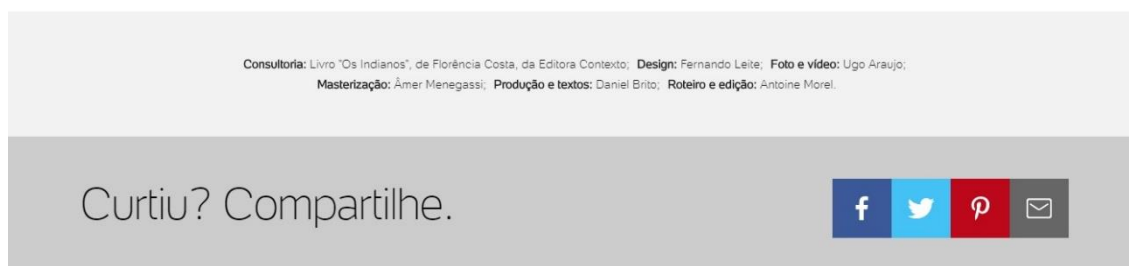 Consultoria: Livro "Os Indianos", de Florência Costa, da Editora Contexto; Design: Fernando Leite; Foto e vídeo: Ugo Araujo;
Masterização: Âmer Menegassi; Produção e textos: Daniel Brito; Roteiro e edição: Antoine Morel.
Curtiu? Compartilhe.